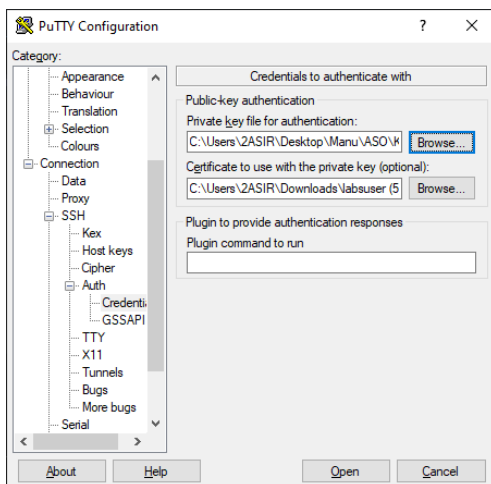 PuTTY Configuration
?
×
Category:
Appearance
Behaviour
Translation
Selection
Colours
Connection
Data
Proxy
SSH
Kex
Host keys
Cipher
Auth
Credenti
GSSAPI
TTY
X11
Tunnels
Bugs
More bugs
Serial
Credentials to authenticate with
Public-key authentication
Private key file for authentication:
C:\Users\2ASIR\Desktop\Manu\ASO\K
Browse...
Certificate to use with the private key (optional):
C:\Users\2ASIR\Downloads\labsuser (5
Browse...
Plugin to provide authentication responses
Plugin command to run
About
Help
Open
Cancel